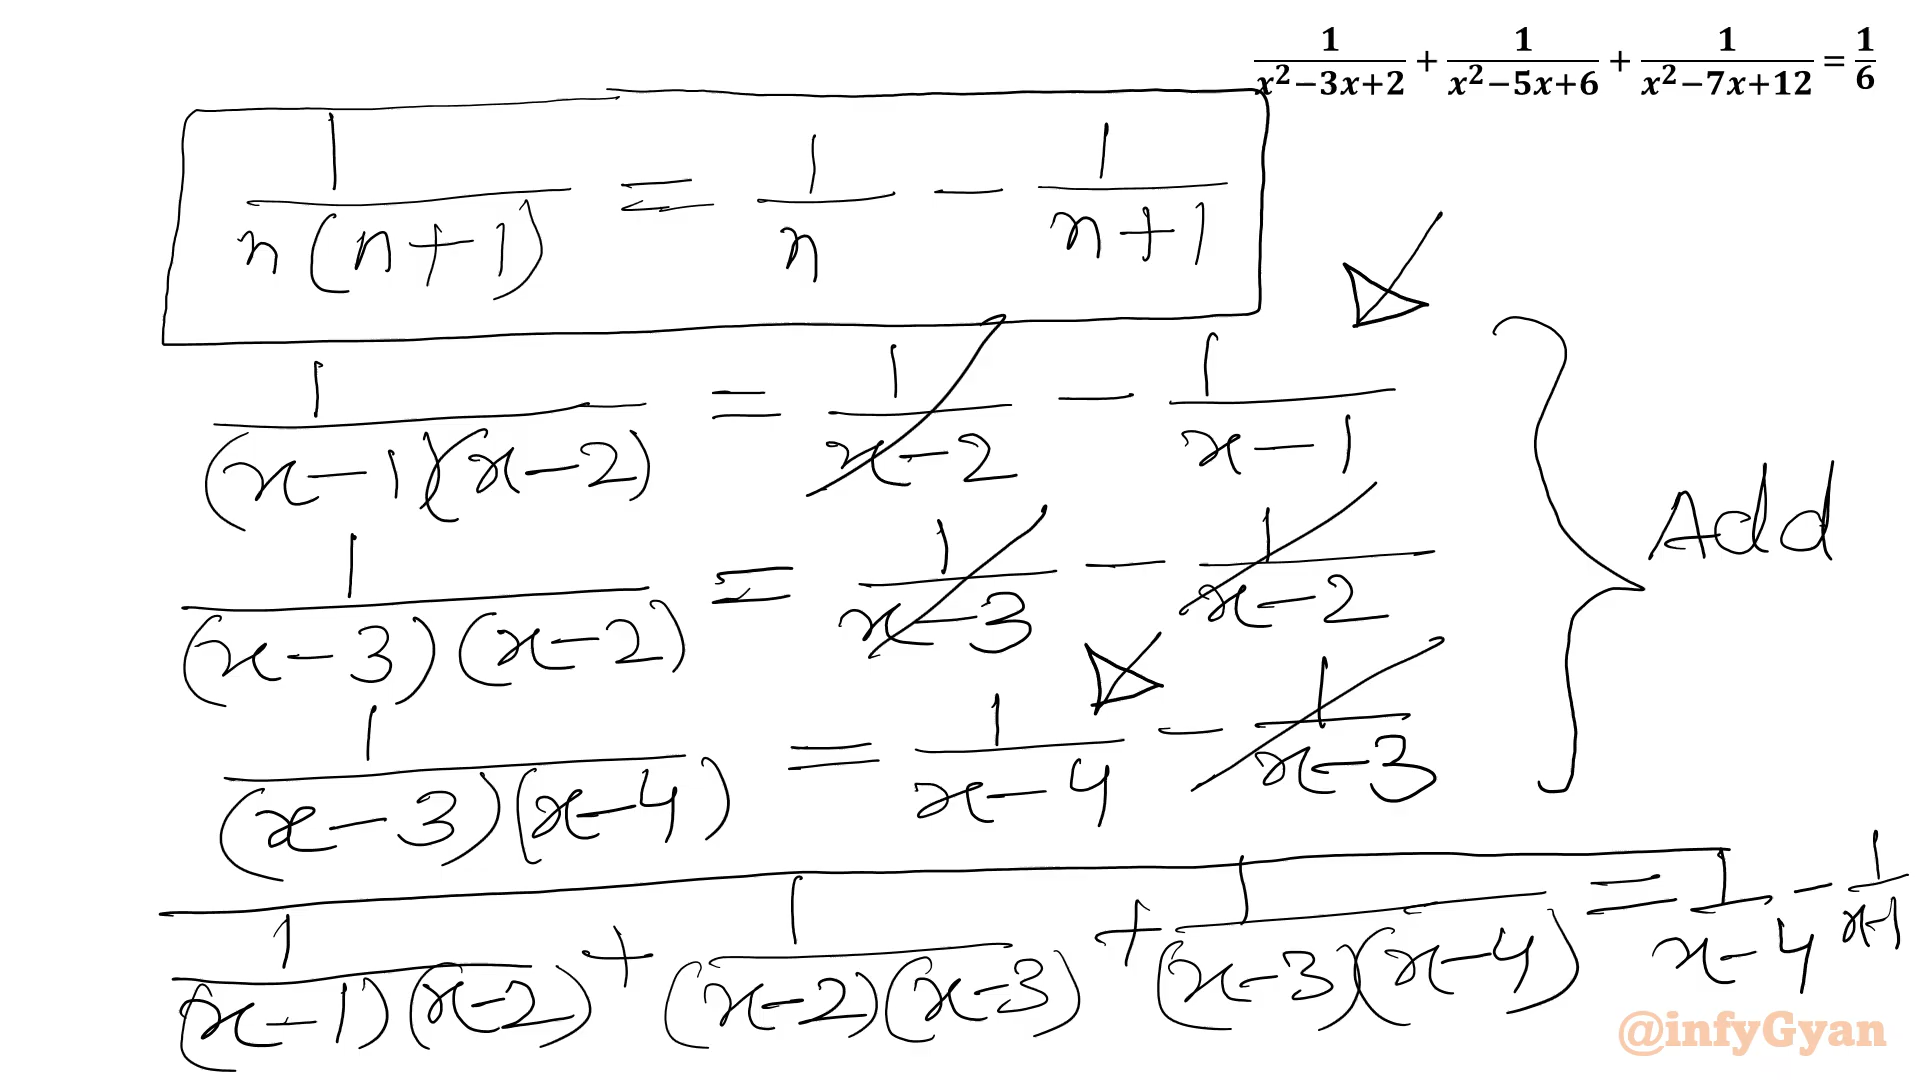 1/(x²−3x+2) + 1/(x²−5x+6) + 1/(x²−7x+12) = 1/6
1/(n(n+1)) = 1/n − 1/(n+1)
1/((x−1)(x−2)) = 1/(x−2) − 1/(x−1)
1/((x−3)(x−2)) = 1/(x−3) − 1/(x−2)
Add
1/((x−3)(x−4)) = 1/(x−4) − 1/(x−3)
1/((x−1)(x−2)) + 1/((x−2)(x−3)) + 1/((x−3)(x−4)) = 1/(x−4) − 1/(x−1)
@infyGyan